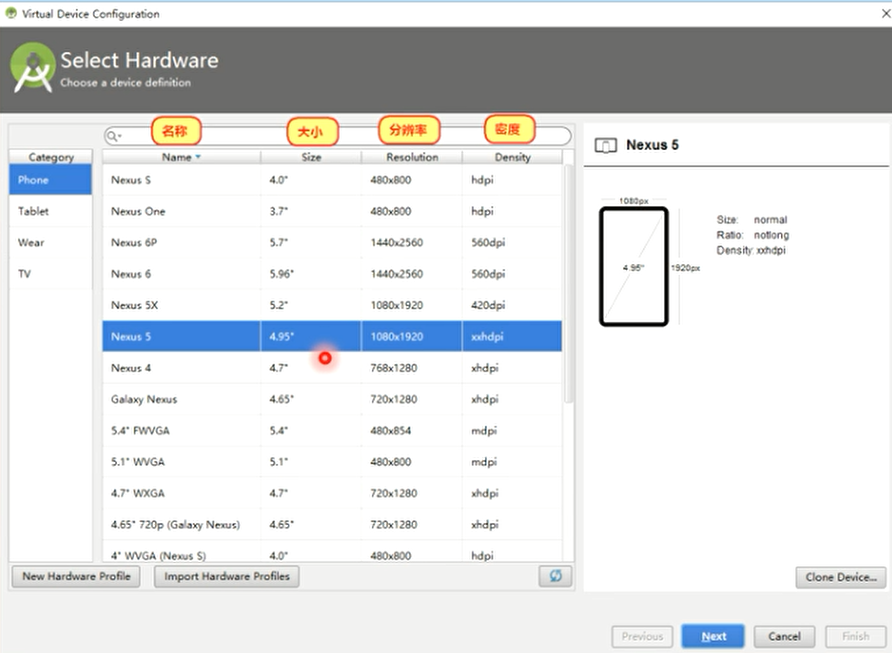 Virtual Device Configuration
Select Hardware
Choose a device definition
名称 大小 分辨率 密度
Category Name Size Resolution Density
Phone
Tablet
Wear
TV
Nexus S 4.0" 480x800 hdpi
Nexus One 3.7" 480x800 hdpi
Nexus 6P 5.7" 1440x2560 560dpi
Nexus 6 5.96" 1440x2560 560dpi
Nexus 5X 5.2" 1080x1920 420dpi
Nexus 5 4.95" 1080x1920 xxhdpi
Nexus 4 4.7" 768x1280 xhdpi
Galaxy Nexus 4.65" 720x1280 xhdpi
5.4" FWVGA 5.4" 480x854 mdpi
5.1" WVGA 5.1" 480x800 mdpi
4.7" WXGA 4.7" 720x1280 xhdpi
4.65" 720p (Galaxy Nexus) 4.65" 720x1280 xhdpi
4" WVGA (Nexus S) 4.0" 480x800 hdpi
New Hardware Profile Import Hardware Profiles
Nexus 5
1080px
4.95"
1920px
Size: normal
Ratio: notlong
Density: xxhdpi
Clone Device...
Previous Next Cancel Finish